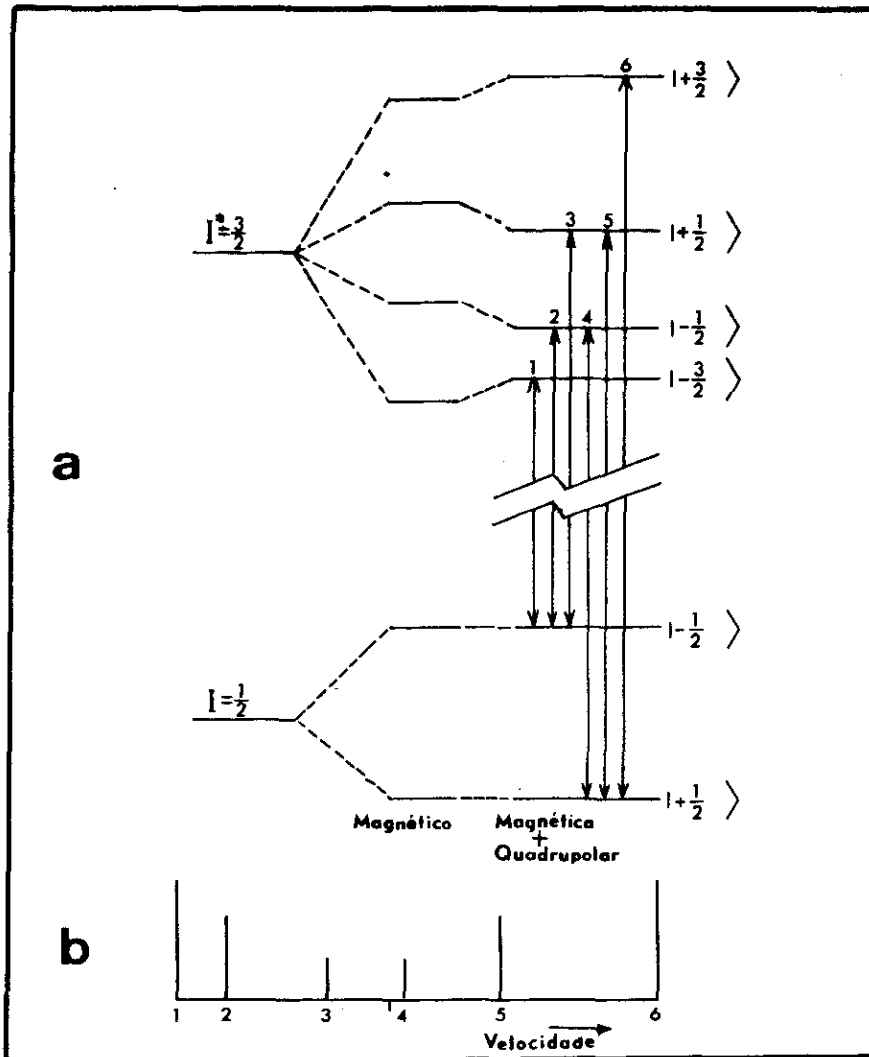 6
|+3/2 ⟩
I*=3/2
3 5
|+1/2 ⟩
2 4
|-1/2 ⟩
1
|-3/2 ⟩
a
|-1/2 ⟩
I=1/2
|+1/2 ⟩
Magnético
Magnética
+
Quadrupolar
b
1 2 3 4 5 6
Velocidade